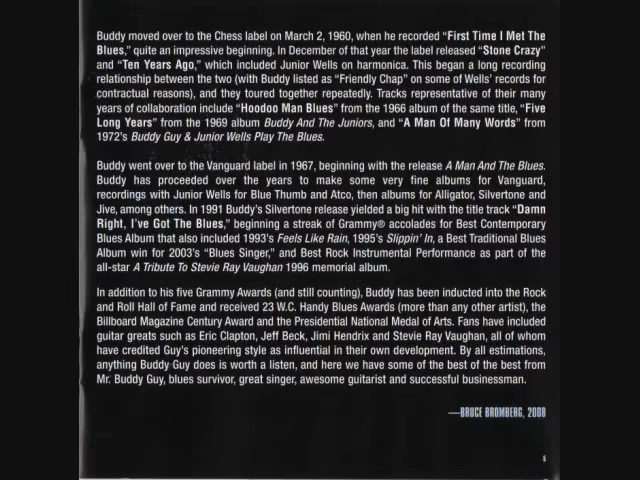 Buddy moved over to the Chess label on March 2, 1960, when he recorded “First Time I Met The
Blues,” quite an impressive beginning. In December of that year the label released “Stone Crazy”
and “Ten Years Ago,” which included Junior Wells on harmonica. This began a long recording
relationship between the two (with Buddy listed as “Friendly Chap” on some of Wells’ records for
contractual reasons), and they toured together repeatedly. Tracks representative of their many
years of collaboration include “Hoodoo Man Blues” from the 1966 album of the same title, “Five
Long Years” from the 1969 album Buddy And The Juniors, and “A Man Of Many Words” from
1972’s Buddy Guy & Junior Wells Play The Blues.
Buddy went over to the Vanguard label in 1967, beginning with the release A Man And The Blues.
Buddy has proceeded over the years to make some very fine albums for Vanguard,
recordings with Junior Wells for Blue Thumb and Atco, then albums for Alligator, Silvertone and
Jive, among others. In 1991 Buddy’s Silvertone release yielded a big hit with the title track “Damn
Right, I’ve Got The Blues,” beginning a streak of Grammy® accolades for Best Contemporary
Blues Album that also included 1993’s Feels Like Rain, 1995’s Slippin’ In, a Best Traditional Blues
Album win for 2003’s “Blues Singer,” and Best Rock Instrumental Performance as part of the
all-star A Tribute To Stevie Ray Vaughan 1996 memorial album.
In addition to his five Grammy Awards (and still counting), Buddy has been inducted into the Rock
and Roll Hall of Fame and received 23 W.C. Handy Blues Awards (more than any other artist), the
Billboard Magazine Century Award and the Presidential National Medal of Arts. Fans have included
guitar greats such as Eric Clapton, Jeff Beck, Jimi Hendrix and Stevie Ray Vaughan, all of whom
have credited Guy’s pioneering style as influential in their own development. By all estimations,
anything Buddy Guy does is worth a listen, and here we have some of the best of the best from
Mr. Buddy Guy, blues survivor, great singer, awesome guitarist and successful businessman.
—BRUCE BROMBERG, 2008
5